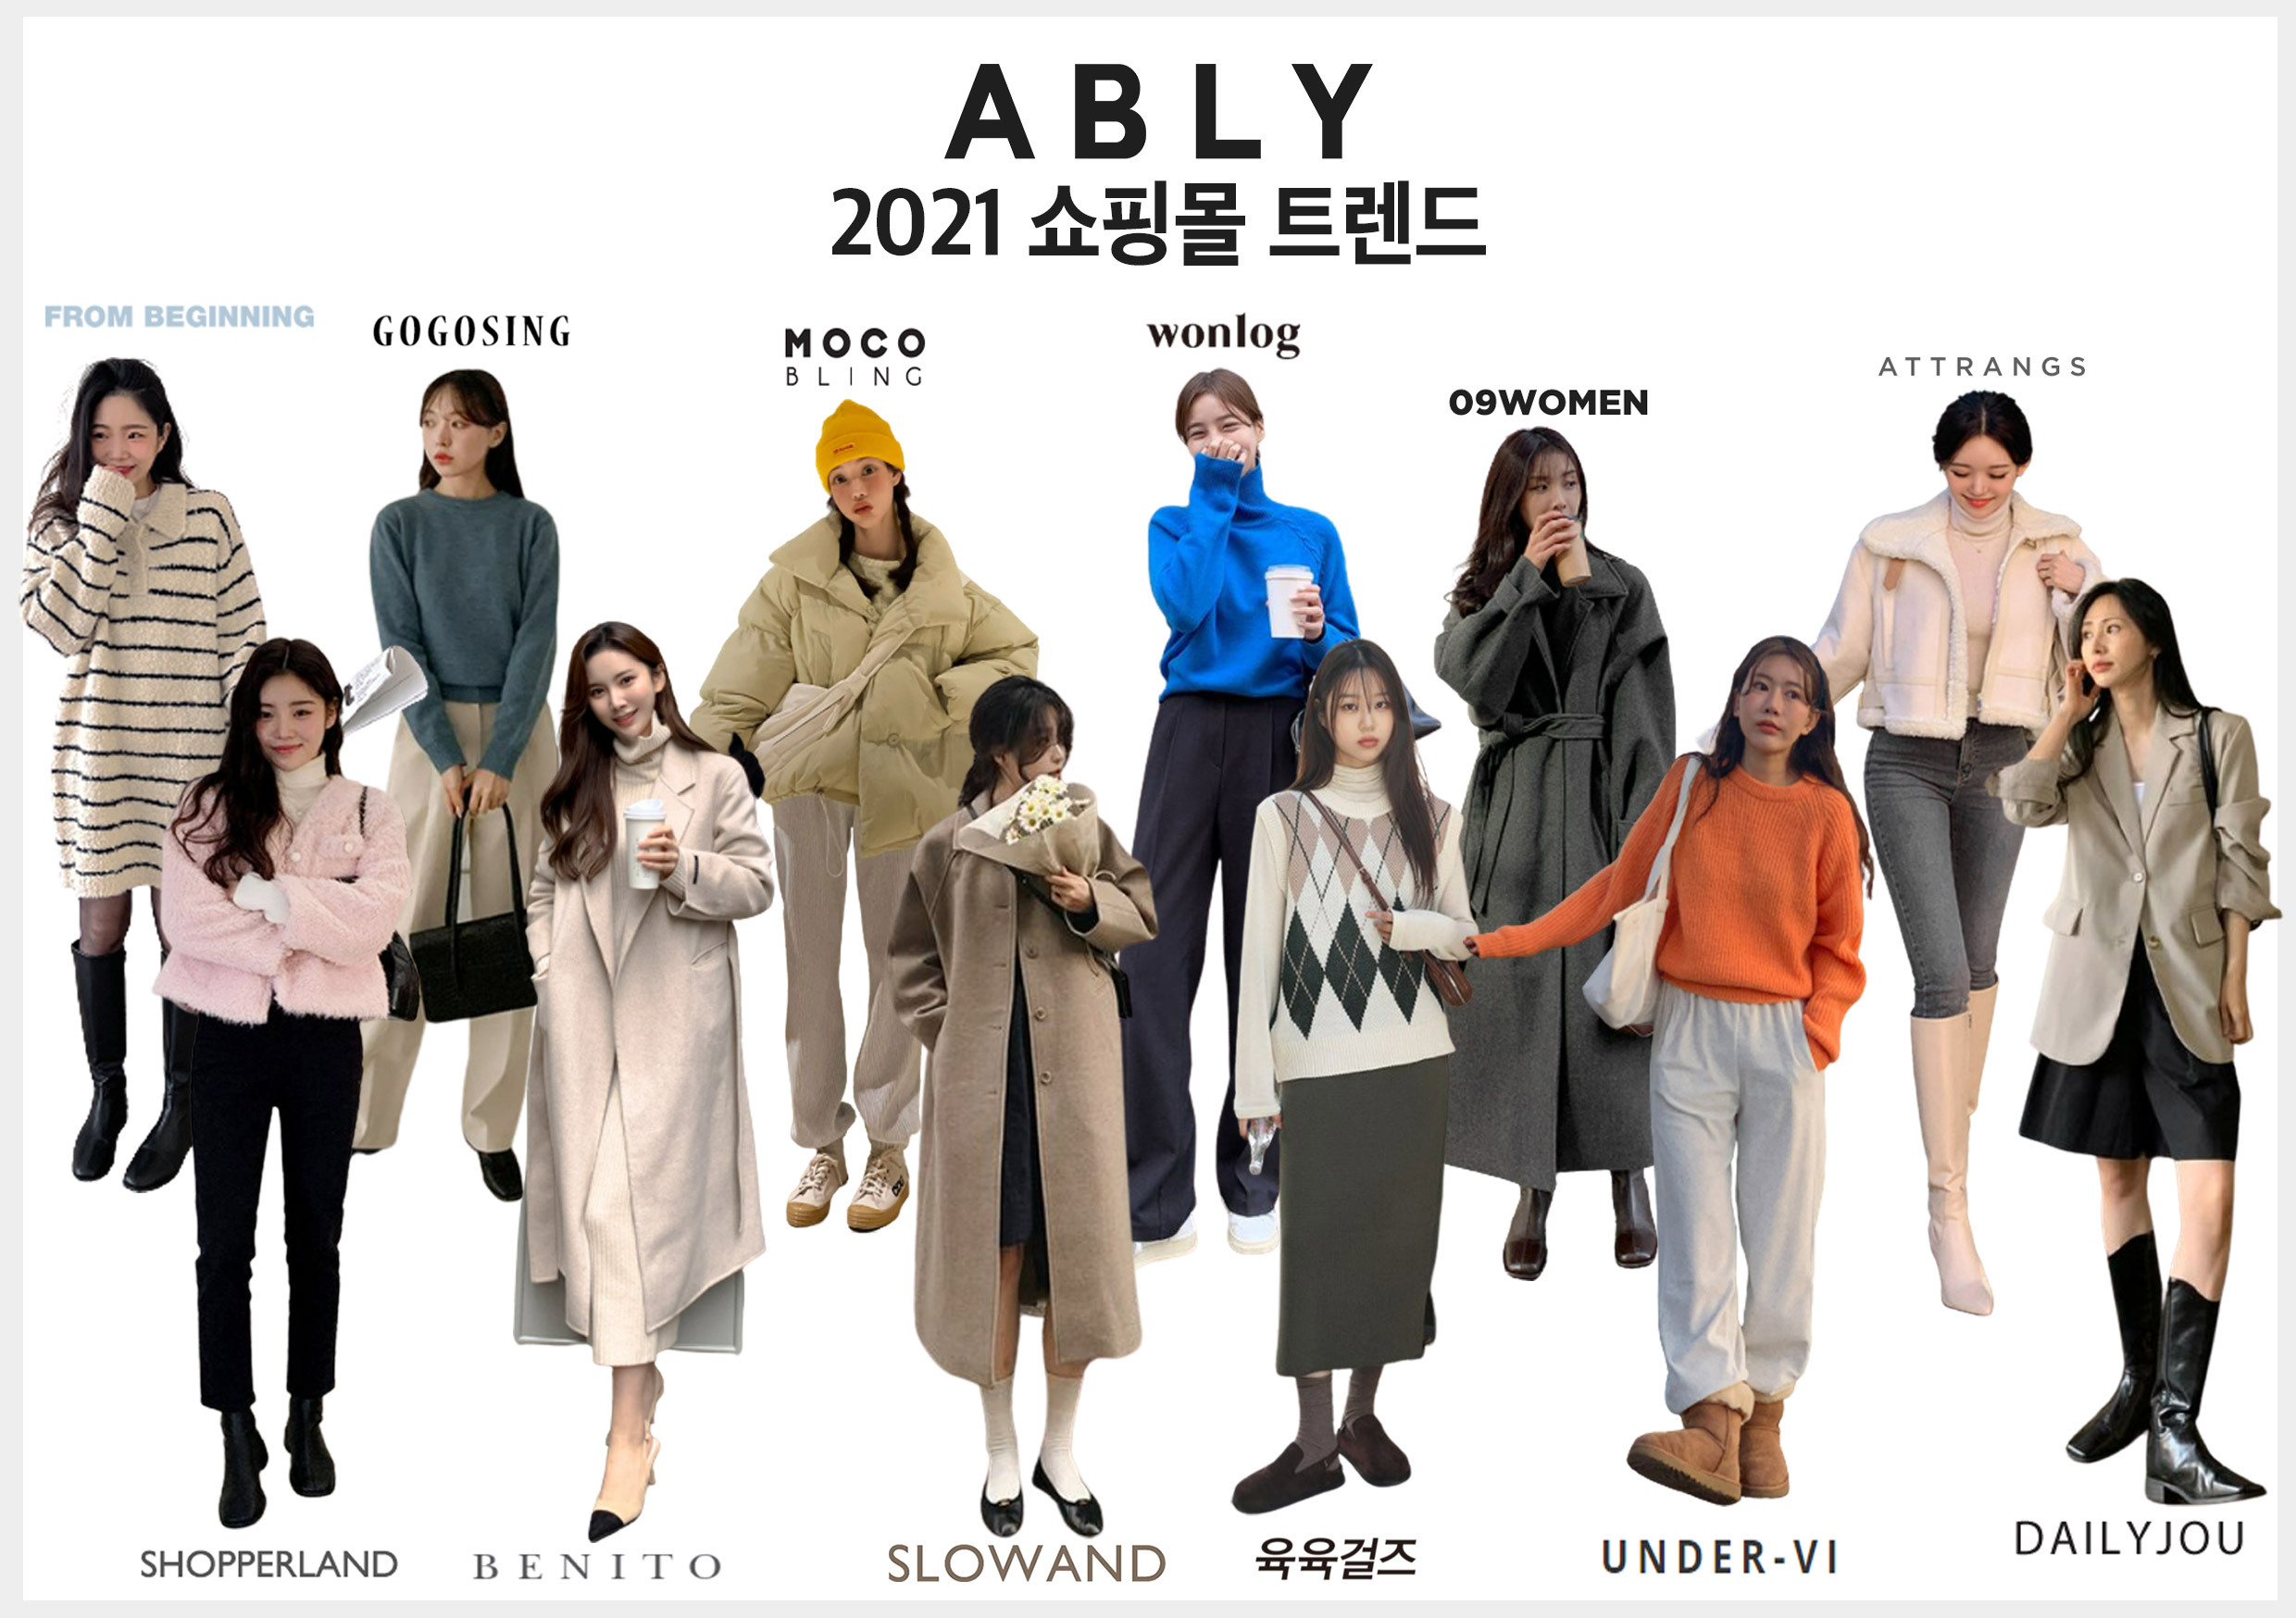 ABLY
2021 쇼핑몰 트렌드
FROM BEGINNING
GOGOSING
MOCO
BLING
wonlog
09WOMEN
ATTRANGS
SHOPPERLAND
BENITO
SLOWAND
육육걸즈
UNDER-VI
DAILYJOU